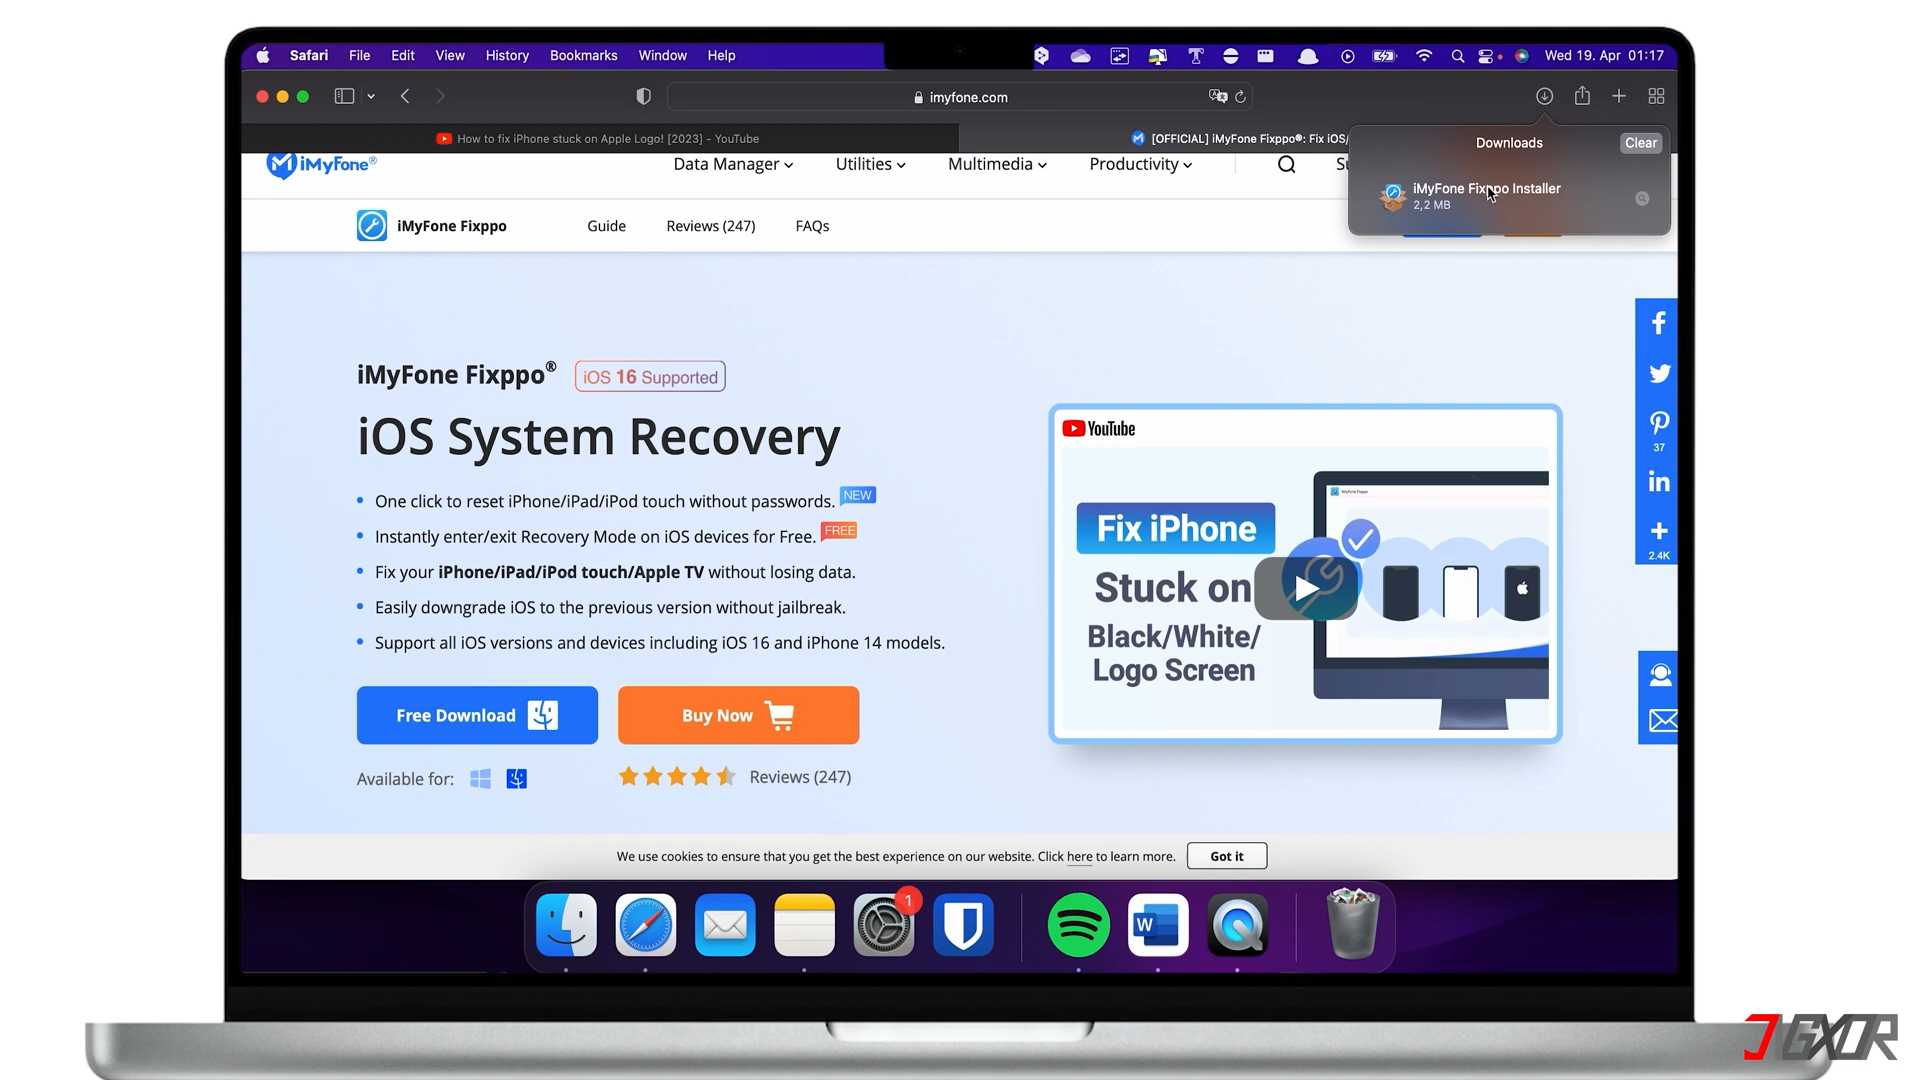 Safari File Edit View History Bookmarks Window Help
Wed 19. Apr 01:17
imyfone.com
How to fix iPhone stuck on Apple Logo! [2023] - YouTube
[OFFICIAL] iMyFone Fixppo®: Fix iOS/
Downloads
Clear
iMyFone Fixppo Installer
2,2 MB
iMyFone®
Data Manager Utilities Multimedia Productivity
iMyFone Fixppo Guide Reviews (247) FAQs
iMyFone Fixppo®
iOS 16 Supported
iOS System Recovery
One click to reset iPhone/iPad/iPod touch without passwords. NEW
Instantly enter/exit Recovery Mode on iOS devices for Free. FREE
Fix your iPhone/iPad/iPod touch/Apple TV without losing data.
Easily downgrade iOS to the previous version without jailbreak.
Support all iOS versions and devices including iOS 16 and iPhone 14 models.
Free Download
Buy Now
Available for:
Reviews (247)
YouTube
Fix iPhone
Stuck on
Black/White/
Logo Screen
37
2.4K
We use cookies to ensure that you get the best experience on our website. Click here to learn more.
Got it
1
W
JGXOR